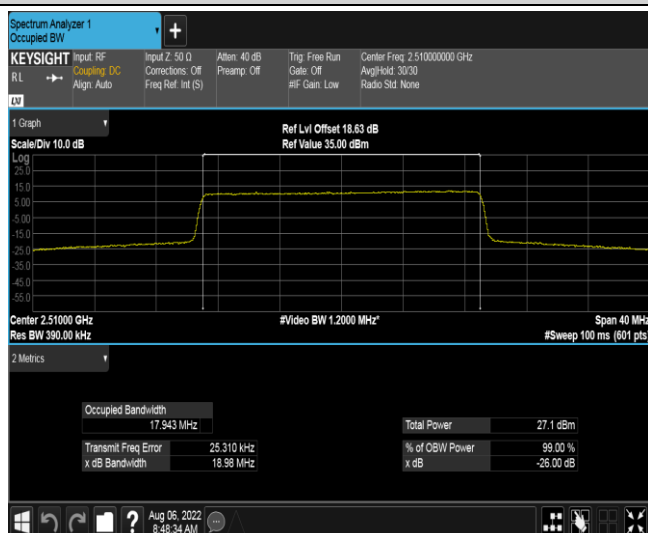 Spectrum Analyzer 1
Occupied BW
+
KEYSIGHT Input: RF Input Z: 50 Ω Atten: 40 dB Trig: Free Run Center Freq: 2.510000000 GHz
RL Coupling: DC Corrections: Off Preamp: Off Gate: Off Avg|Hold: 30/30
Align: Auto Freq Ref: Int (S) #IF Gain: Low Radio Std: None
LXI
1 Graph
Ref Lvl Offset 18.63 dB
Scale/Div 10.0 dB Ref Value 35.00 dBm
Log
25.0
15.0
5.00
-5.00
-15.0
-25.0
-35.0
-45.0
-55.0
Center 2.51000 GHz #Video BW 1.2000 MHz* Span 40 MHz
Res BW 390.00 kHz #Sweep 100 ms (601 pts)
2 Metrics
Occupied Bandwidth
17.943 MHz Total Power 27.1 dBm
Transmit Freq Error 25.310 kHz % of OBW Power 99.00 %
x dB Bandwidth 18.98 MHz x dB -26.00 dB
? Aug 06, 2022
8:48:34 AM